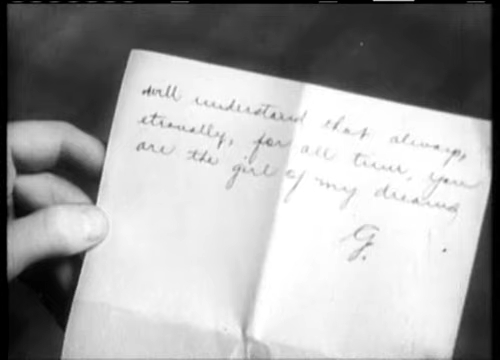 will understand that always,
eternally, for all time, you
are the girl of my dreams
G.